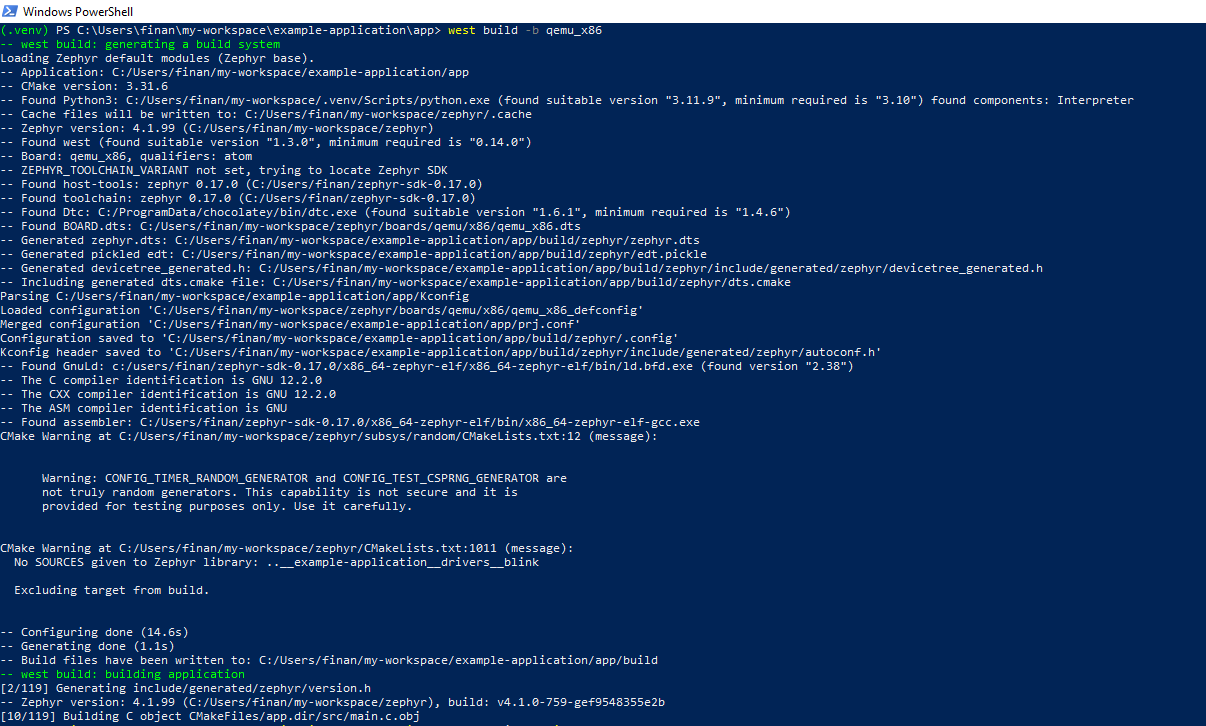 Windows PowerShell
(.venv) PS C:\Users\finan\my-workspace\example-application\app> west build -b qemu_x86
-- west build: generating a build system
Loading Zephyr default modules (Zephyr base).
-- Application: C:/Users/finan/my-workspace/example-application/app
-- CMake version: 3.31.6
-- Found Python3: C:/Users/finan/my-workspace/.venv/Scripts/python.exe (found suitable version "3.11.9", minimum required is "3.10") found components: Interpreter
-- Cache files will be written to: C:/Users/finan/my-workspace/zephyr/.cache
-- Zephyr version: 4.1.99 (C:/Users/finan/my-workspace/zephyr)
-- Found west (found suitable version "1.3.0", minimum required is "0.14.0")
-- Board: qemu_x86, qualifiers: atom
-- ZEPHYR_TOOLCHAIN_VARIANT not set, trying to locate Zephyr SDK
-- Found host-tools: zephyr 0.17.0 (C:/Users/finan/zephyr-sdk-0.17.0)
-- Found toolchain: zephyr 0.17.0 (C:/Users/finan/zephyr-sdk-0.17.0)
-- Found Dtc: C:/ProgramData/chocolatey/bin/dtc.exe (found suitable version "1.6.1", minimum required is "1.4.6")
-- Found BOARD.dts: C:/Users/finan/my-workspace/zephyr/boards/qemu/x86/qemu_x86.dts
-- Generated zephyr.dts: C:/Users/finan/my-workspace/example-application/app/build/zephyr/zephyr.dts
-- Generated pickled edt: C:/Users/finan/my-workspace/example-application/app/build/zephyr/edt.pickle
-- Generated devicetree_generated.h: C:/Users/finan/my-workspace/example-application/app/build/zephyr/include/generated/zephyr/devicetree_generated.h
-- Including generated dts.cmake file: C:/Users/finan/my-workspace/example-application/app/build/zephyr/dts.cmake
Parsing C:/Users/finan/my-workspace/example-application/app/Kconfig
Loaded configuration 'C:/Users/finan/my-workspace/zephyr/boards/qemu/x86/qemu_x86_defconfig'
Merged configuration 'C:/Users/finan/my-workspace/example-application/app/prj.conf'
Configuration saved to 'C:/Users/finan/my-workspace/example-application/app/build/zephyr/.config'
Kconfig header saved to 'C:/Users/finan/my-workspace/example-application/app/build/zephyr/include/generated/zephyr/autoconf.h'
-- Found GnuLd: c:/users/finan/zephyr-sdk-0.17.0/x86_64-zephyr-elf/x86_64-zephyr-elf/bin/ld.bfd.exe (found version "2.38")
-- The C compiler identification is GNU 12.2.0
-- The CXX compiler identification is GNU 12.2.0
-- The ASM compiler identification is GNU
-- Found assembler: C:/Users/finan/zephyr-sdk-0.17.0/x86_64-zephyr-elf/bin/x86_64-zephyr-elf-gcc.exe
CMake Warning at C:/Users/finan/my-workspace/zephyr/subsys/random/CMakeLists.txt:12 (message):
Warning: CONFIG_TIMER_RANDOM_GENERATOR and CONFIG_TEST_CSPRNG_GENERATOR are
not truly random generators. This capability is not secure and it is
provided for testing purposes only. Use it carefully.
CMake Warning at C:/Users/finan/my-workspace/zephyr/CMakeLists.txt:1011 (message):
No SOURCES given to Zephyr library: ..__example-application__drivers__blink
Excluding target from build.
-- Configuring done (14.6s)
-- Generating done (1.1s)
-- Build files have been written to: C:/Users/finan/my-workspace/example-application/app/build
-- west build: building application
[2/119] Generating include/generated/zephyr/version.h
-- Zephyr version: 4.1.99 (C:/Users/finan/my-workspace/zephyr), build: v4.1.0-759-gef9548355e2b
[10/119] Building C object CMakeFiles/app.dir/src/main.c.obj